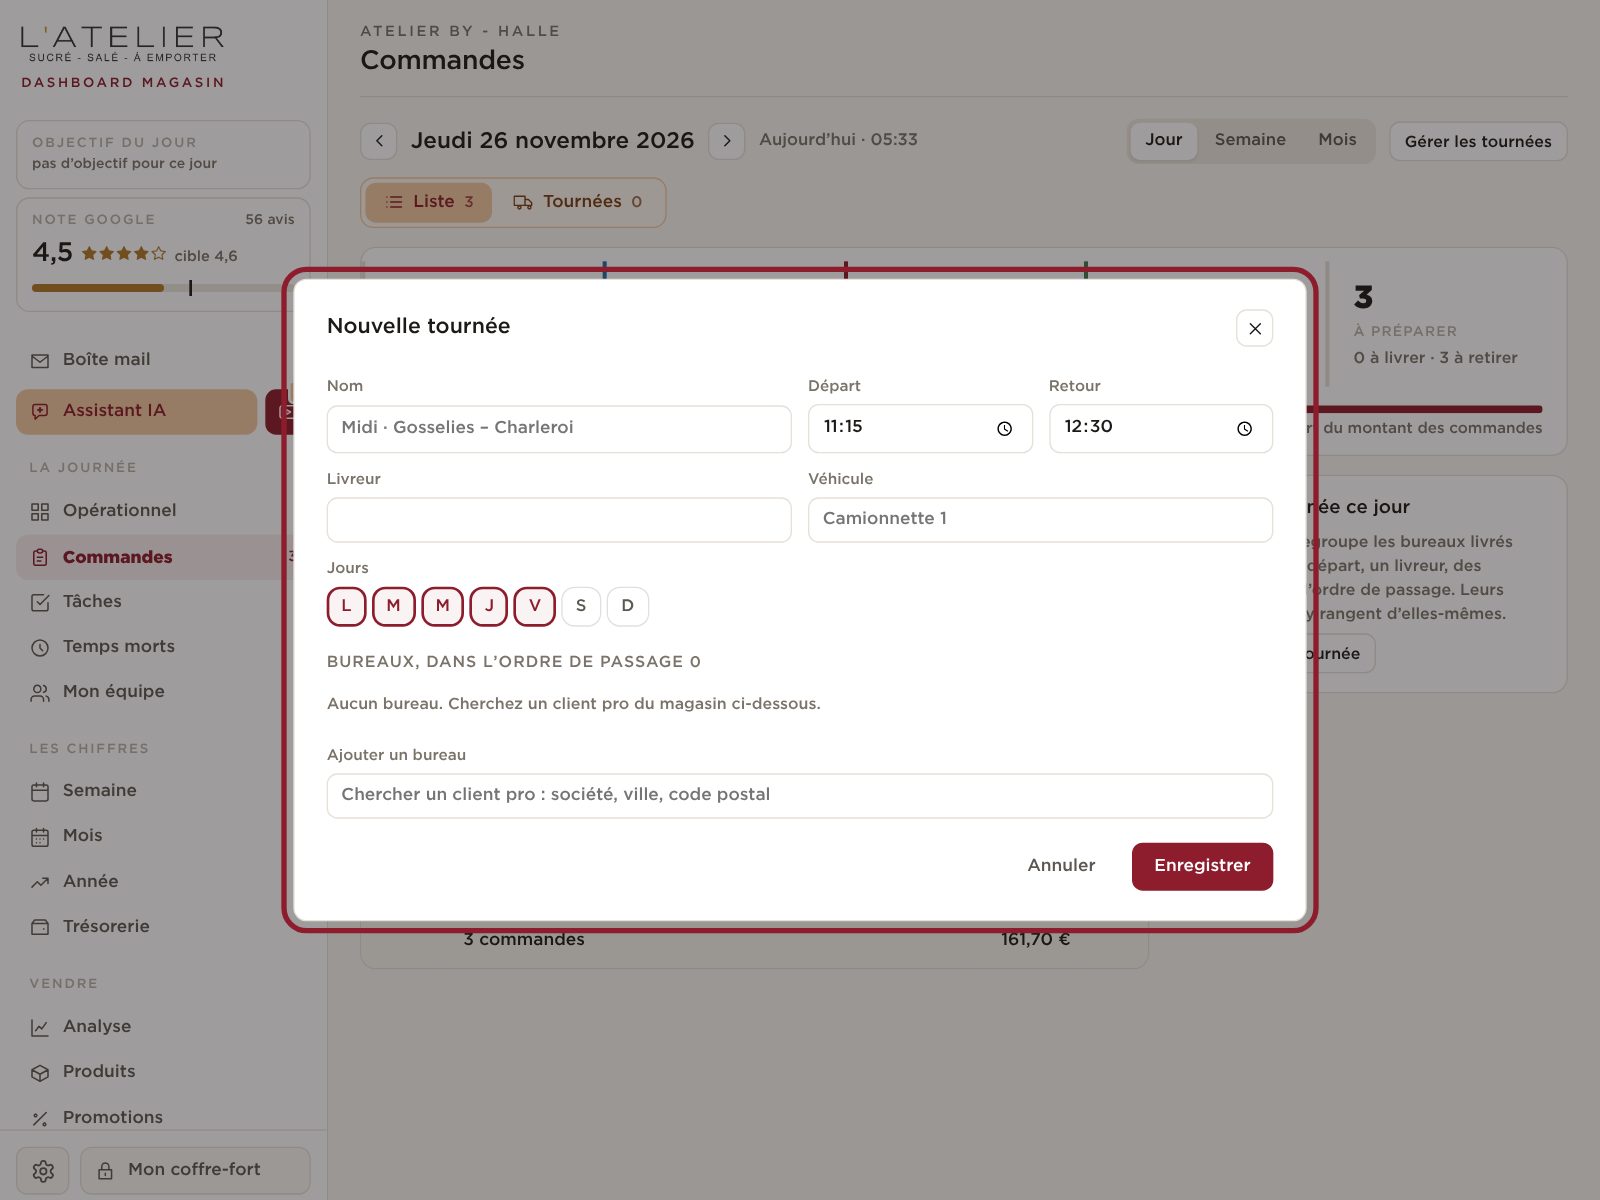 L'ATELIER
SUCRÉ - SALÉ - À EMPORTER
DASHBOARD MAGASIN
OBJECTIF DU JOUR
pas d’objectif pour ce jour
NOTE GOOGLE 56 avis
4,5 cible 4,6
Boîte mail
Assistant IA
LA JOURNÉE
Opérationnel
Commandes 3
Tâches
Temps morts
Mon équipe
LES CHIFFRES
Semaine
Mois
Année
Trésorerie
VENDRE
Analyse
Produits
Promotions
Mon coffre-fort
ATELIER BY - HALLE
Commandes
Jeudi 26 novembre 2026 Aujourd’hui · 05:33
Jour Semaine Mois Gérer les tournées
Liste 3 Tournées 0
3
À PRÉPARER
0 à livrer · 3 à retirer
du montant des commandes
ce jour
groupe les bureaux livrés
départ, un livreur, des
l’ordre de passage. Leurs
y rangent d’elles-mêmes.
3 commandes 161,70 €
Nouvelle tournée
Nom Départ Retour
Midi · Gosselies – Charleroi 11:15 12:30
Livreur Véhicule
Camionnette 1
Jours
L M M J V S D
BUREAUX, DANS L’ORDRE DE PASSAGE 0
Aucun bureau. Cherchez un client pro du magasin ci-dessous.
Ajouter un bureau
Chercher un client pro : société, ville, code postal
Annuler Enregistrer